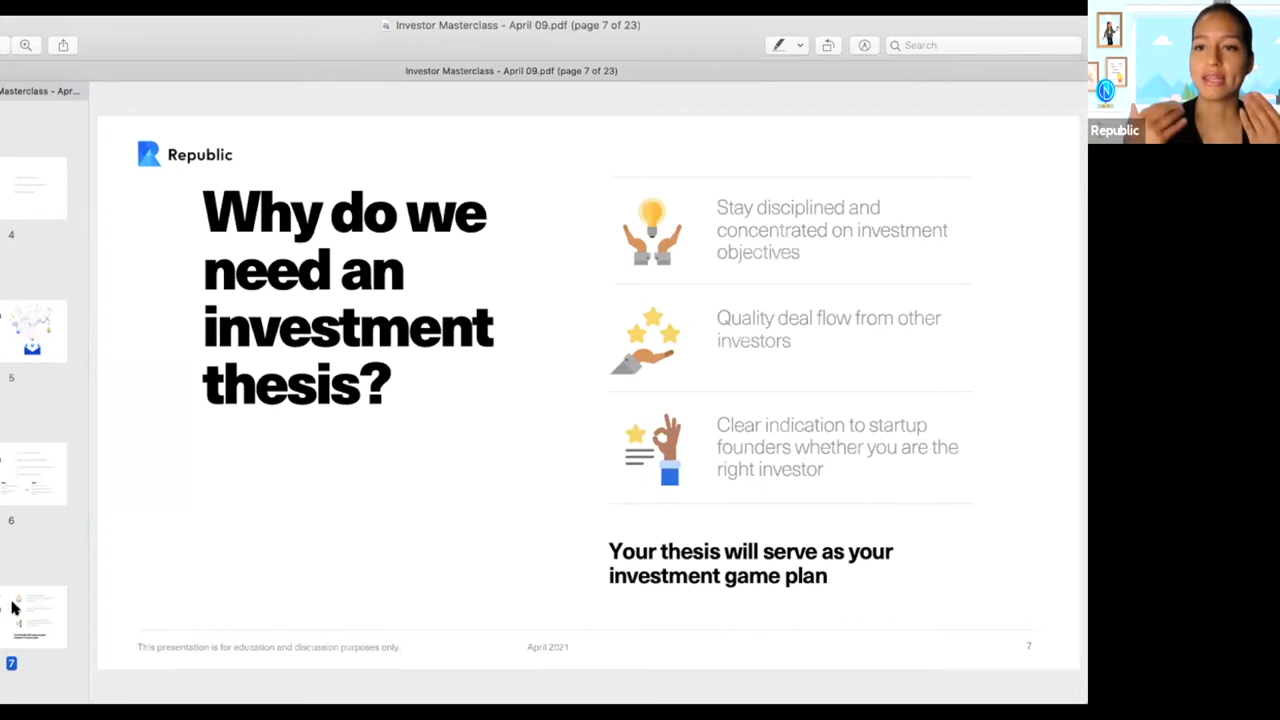 Investor Masterclass - April 09.pdf (page 7 of 23)
Search
Investor Masterclass - April 09.pdf (page 7 of 23)
Masterclass - Apr...
Republic
Republic
Why do we
need an
investment
thesis?
Stay disciplined and
concentrated on investment
objectives
Quality deal flow from other
investors
Clear indication to startup
founders whether you are the
right investor
Your thesis will serve as your
investment game plan
This presentation is for education and discussion purposes only.
April 2021
7
4
5
6
7